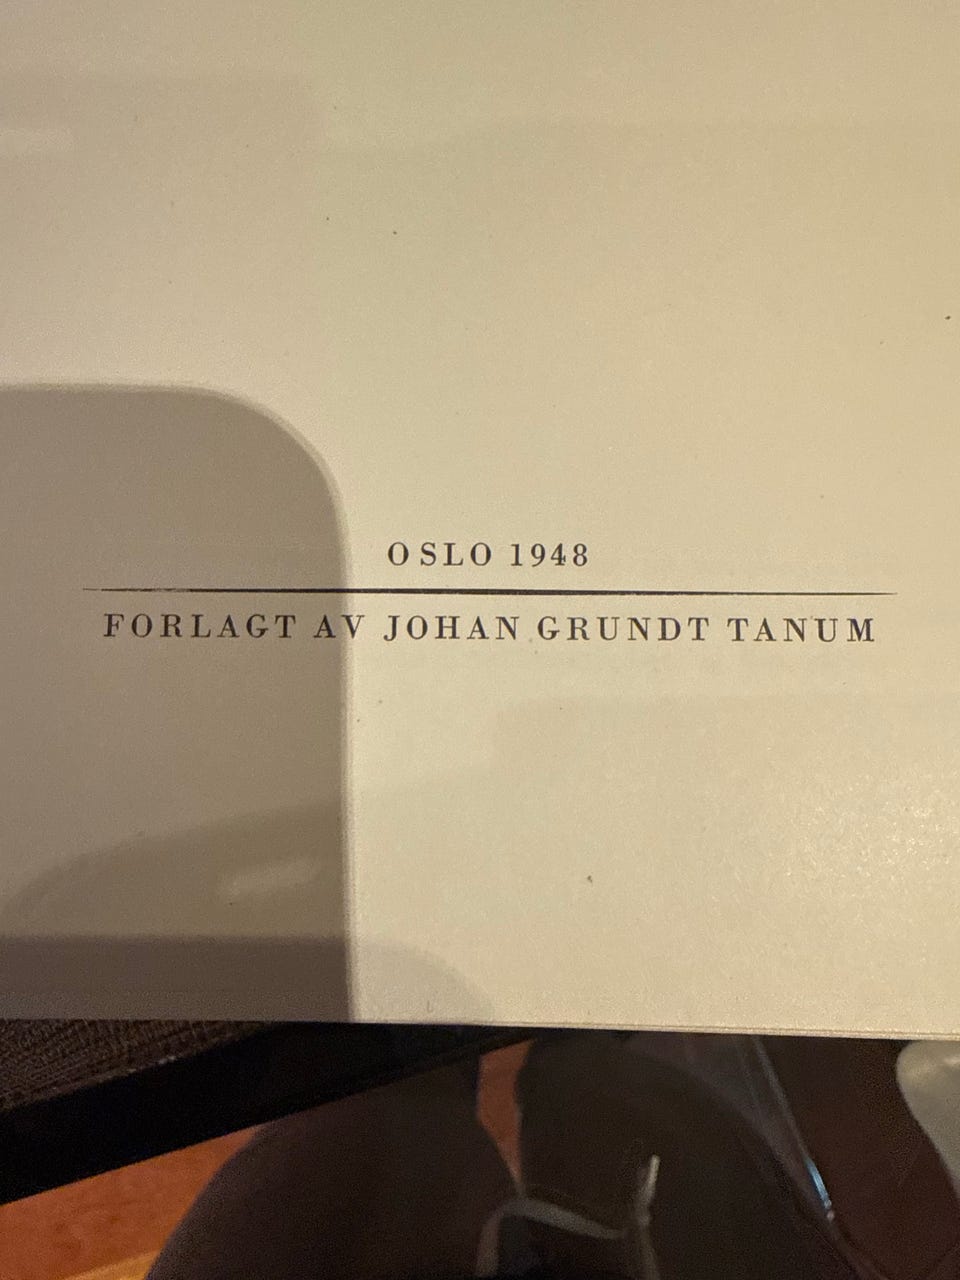 OSLO 1948
FORLAGT AV JOHAN GRUNDT TANUM